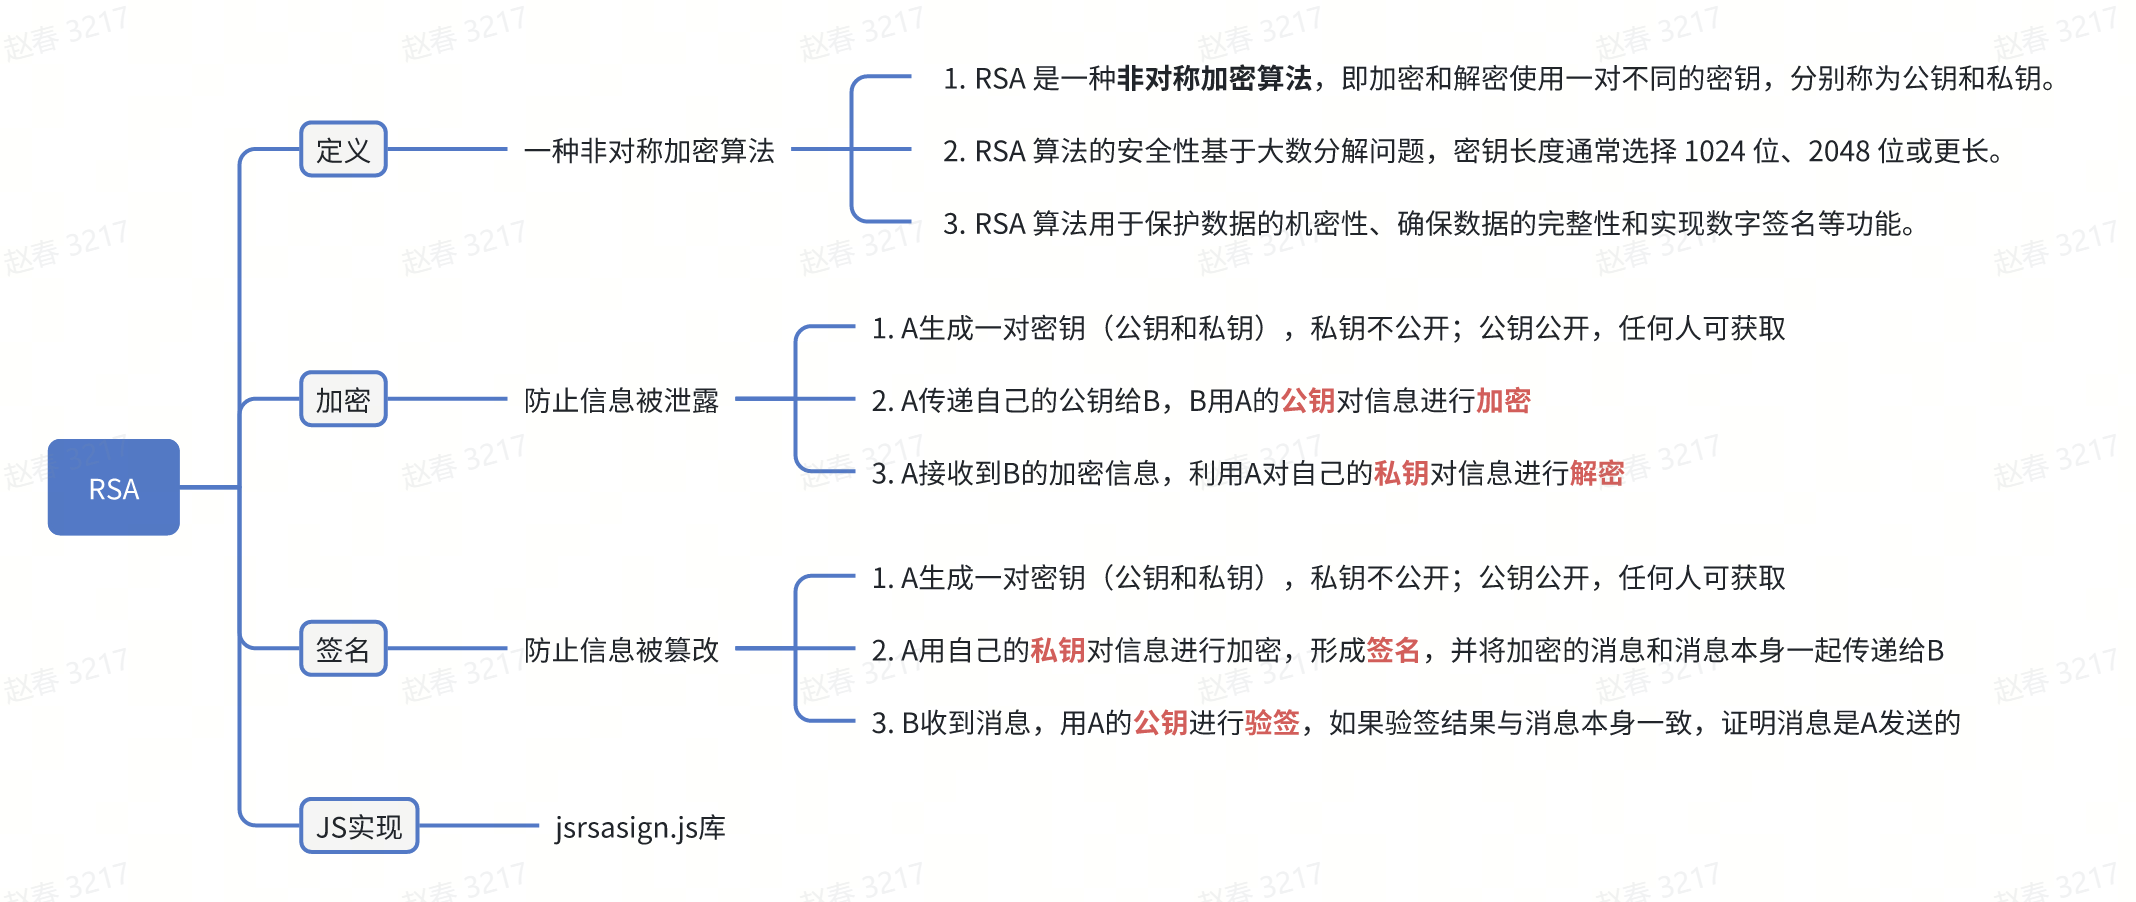 RSA
定义
一种非对称加密算法
1. RSA 是一种非对称加密算法，即加密和解密使用一对不同的密钥，分别称为公钥和私钥。
2. RSA 算法的安全性基于大数分解问题，密钥长度通常选择 1024 位、2048 位或更长。
3. RSA 算法用于保护数据的机密性、确保数据的完整性和实现数字签名等功能。
加密
防止信息被泄露
1. A生成一对密钥（公钥和私钥），私钥不公开；公钥公开，任何人可获取
2. A传递自己的公钥给B，B用A的公钥对信息进行加密
3. A接收到B的加密信息，利用A对自己的私钥对信息进行解密
签名
防止信息被篡改
1. A生成一对密钥（公钥和私钥），私钥不公开；公钥公开，任何人可获取
2. A用自己的私钥对信息进行加密，形成签名，并将加密的消息和消息本身一起传递给B
3. B收到消息，用A的公钥进行验签，如果验签结果与消息本身一致，证明消息是A发送的
JS实现
jsrsasign.js库
赵春 3217